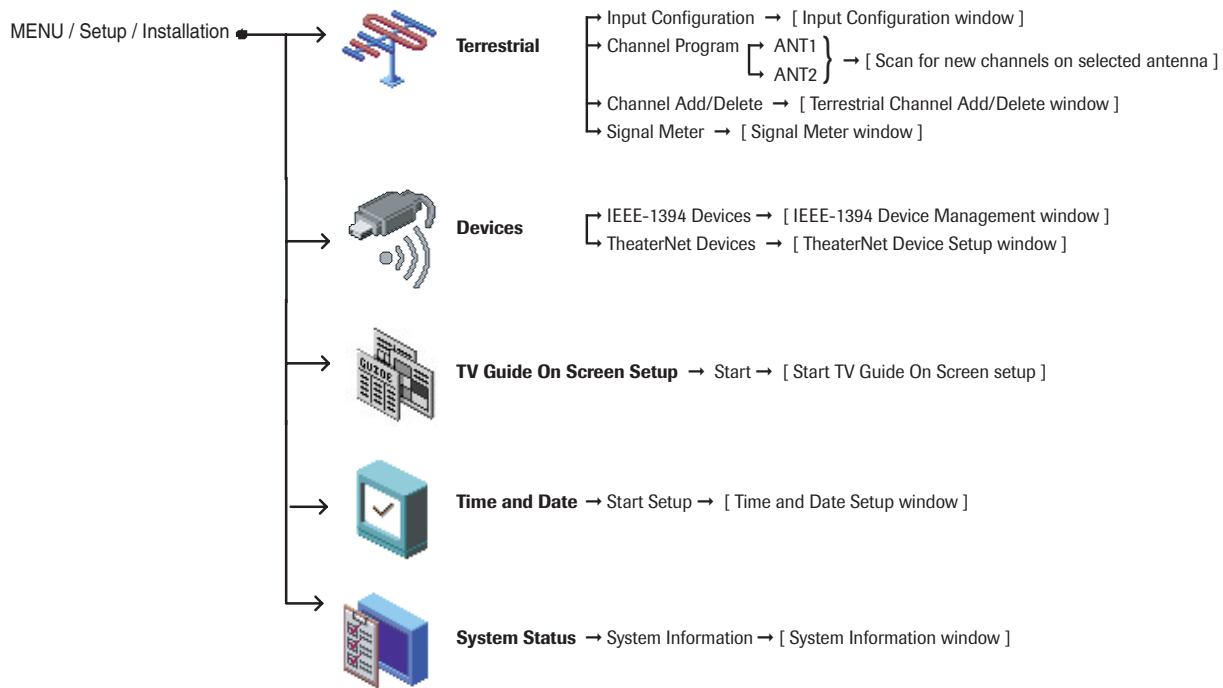 MENU / Setup / Installation
Terrestrial
Input Configuration → [ Input Configuration window ]
Channel Program
ANT1
ANT2
→ [ Scan for new channels on selected antenna ]
Channel Add/Delete → [ Terrestrial Channel Add/Delete window ]
Signal Meter → [ Signal Meter window ]
Devices
IEEE-1394 Devices → [ IEEE-1394 Device Management window ]
TheaterNet Devices → [ TheaterNet Device Setup window ]
GUIDE
TV Guide On Screen Setup → Start → [ Start TV Guide On Screen setup ]
Time and Date → Start Setup → [ Time and Date Setup window ]
System Status → System Information → [ System Information window ]